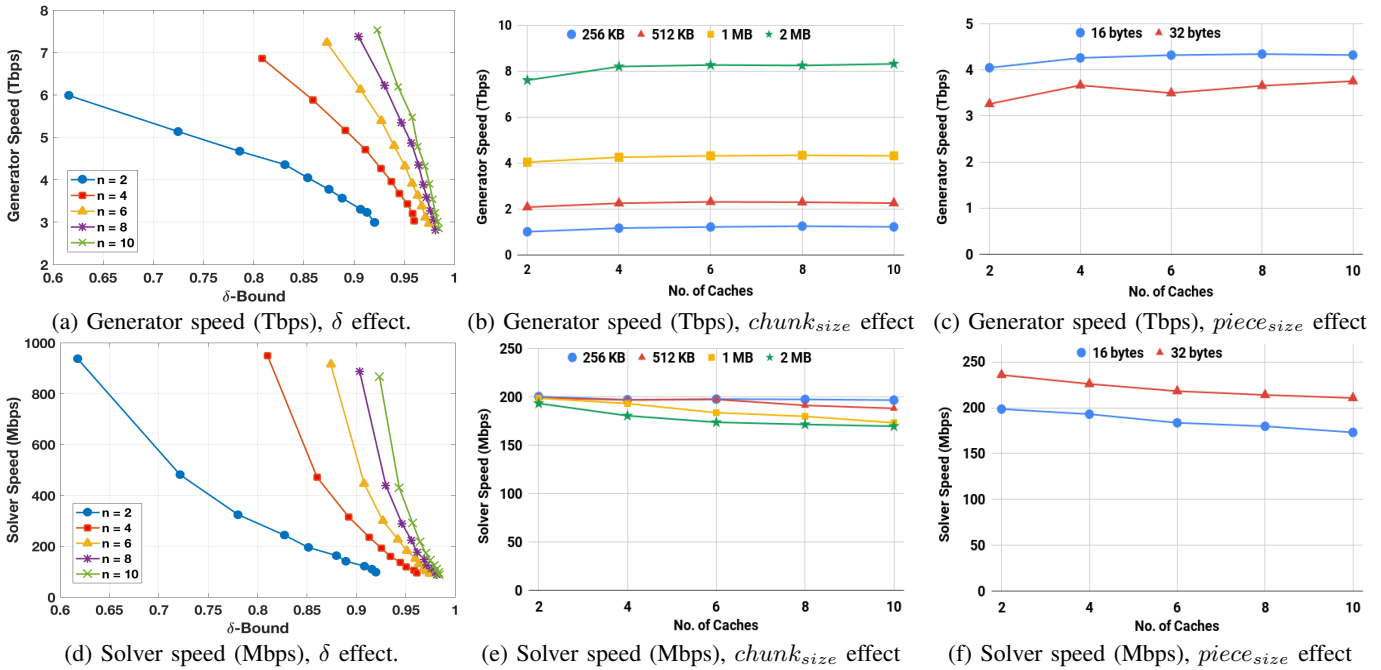 8
7
6
5
4
3
2
Generator Speed (Tbps)
n = 2
n = 4
n = 6
n = 8
n = 10
0.6 0.65 0.7 0.75 0.8 0.85 0.9 0.95 1
δ-Bound
(a) Generator speed (Tbps), δ effect.
256 KB 512 KB 1 MB 2 MB
10
8
6
4
2
0
Generator Speed (Tbps)
2 4 6 8 10
No. of Caches
(b) Generator speed (Tbps), chunk_size effect
16 bytes 32 bytes
5
4
3
2
1
0
Generator Speed (Tbps)
2 4 6 8 10
No. of Caches
(c) Generator speed (Tbps), piece_size effect
1000
800
600
400
200
0
Solver Speed (Mbps)
n = 2
n = 4
n = 6
n = 8
n = 10
0.6 0.65 0.7 0.75 0.8 0.85 0.9 0.95 1
δ-Bound
(d) Solver speed (Mbps), δ effect.
256 KB 512 KB 1 MB 2 MB
250
200
150
100
50
0
Solver Speed (Mbps)
2 4 6 8 10
No. of Caches
(e) Solver speed (Mbps), chunk_size effect
16 bytes 32 bytes
250
200
150
100
50
0
Solver Speed (Mbps)
2 4 6 8 10
No. of Caches
(f) Solver speed (Mbps), piece_size effect